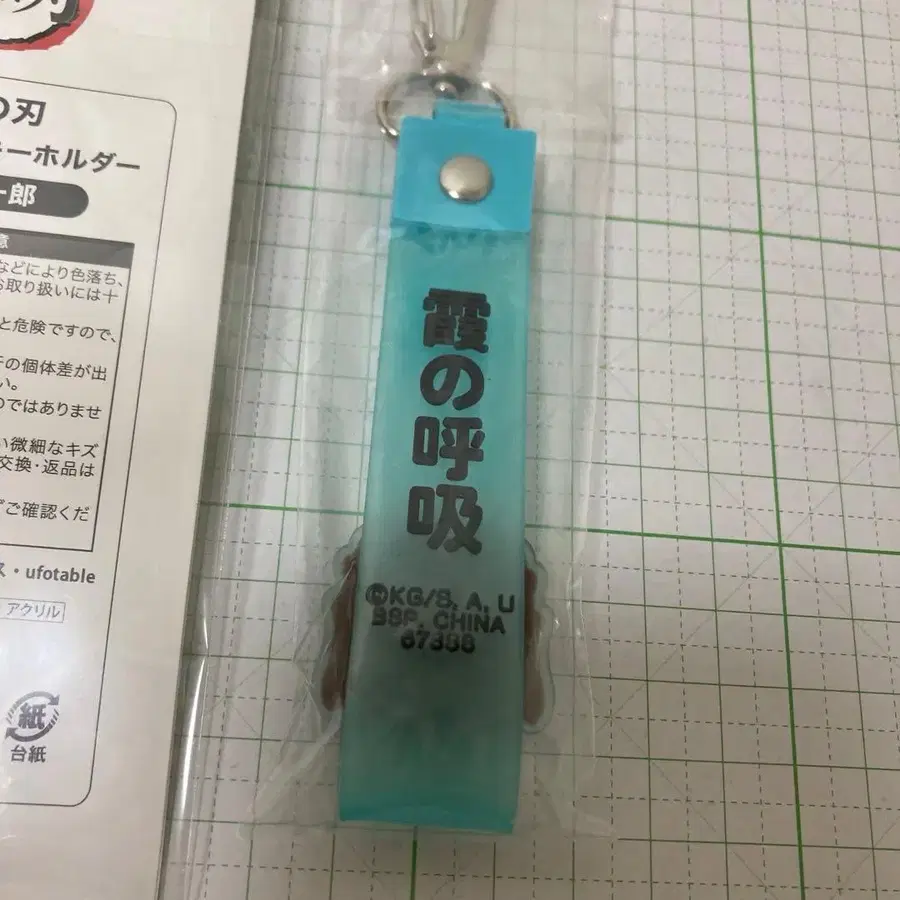 の刃
キーホルダー
一郎
意
などにより色落ち、
お取り扱いには十
と危険ですので、
の個体差が出
い。
のではありませ
い微細なキズ
交換・返品は
ご確認くだ
ス・ufotable
アクリル
紙
台紙
霞の呼吸
©KG/S, A, U
BSP, CHINA